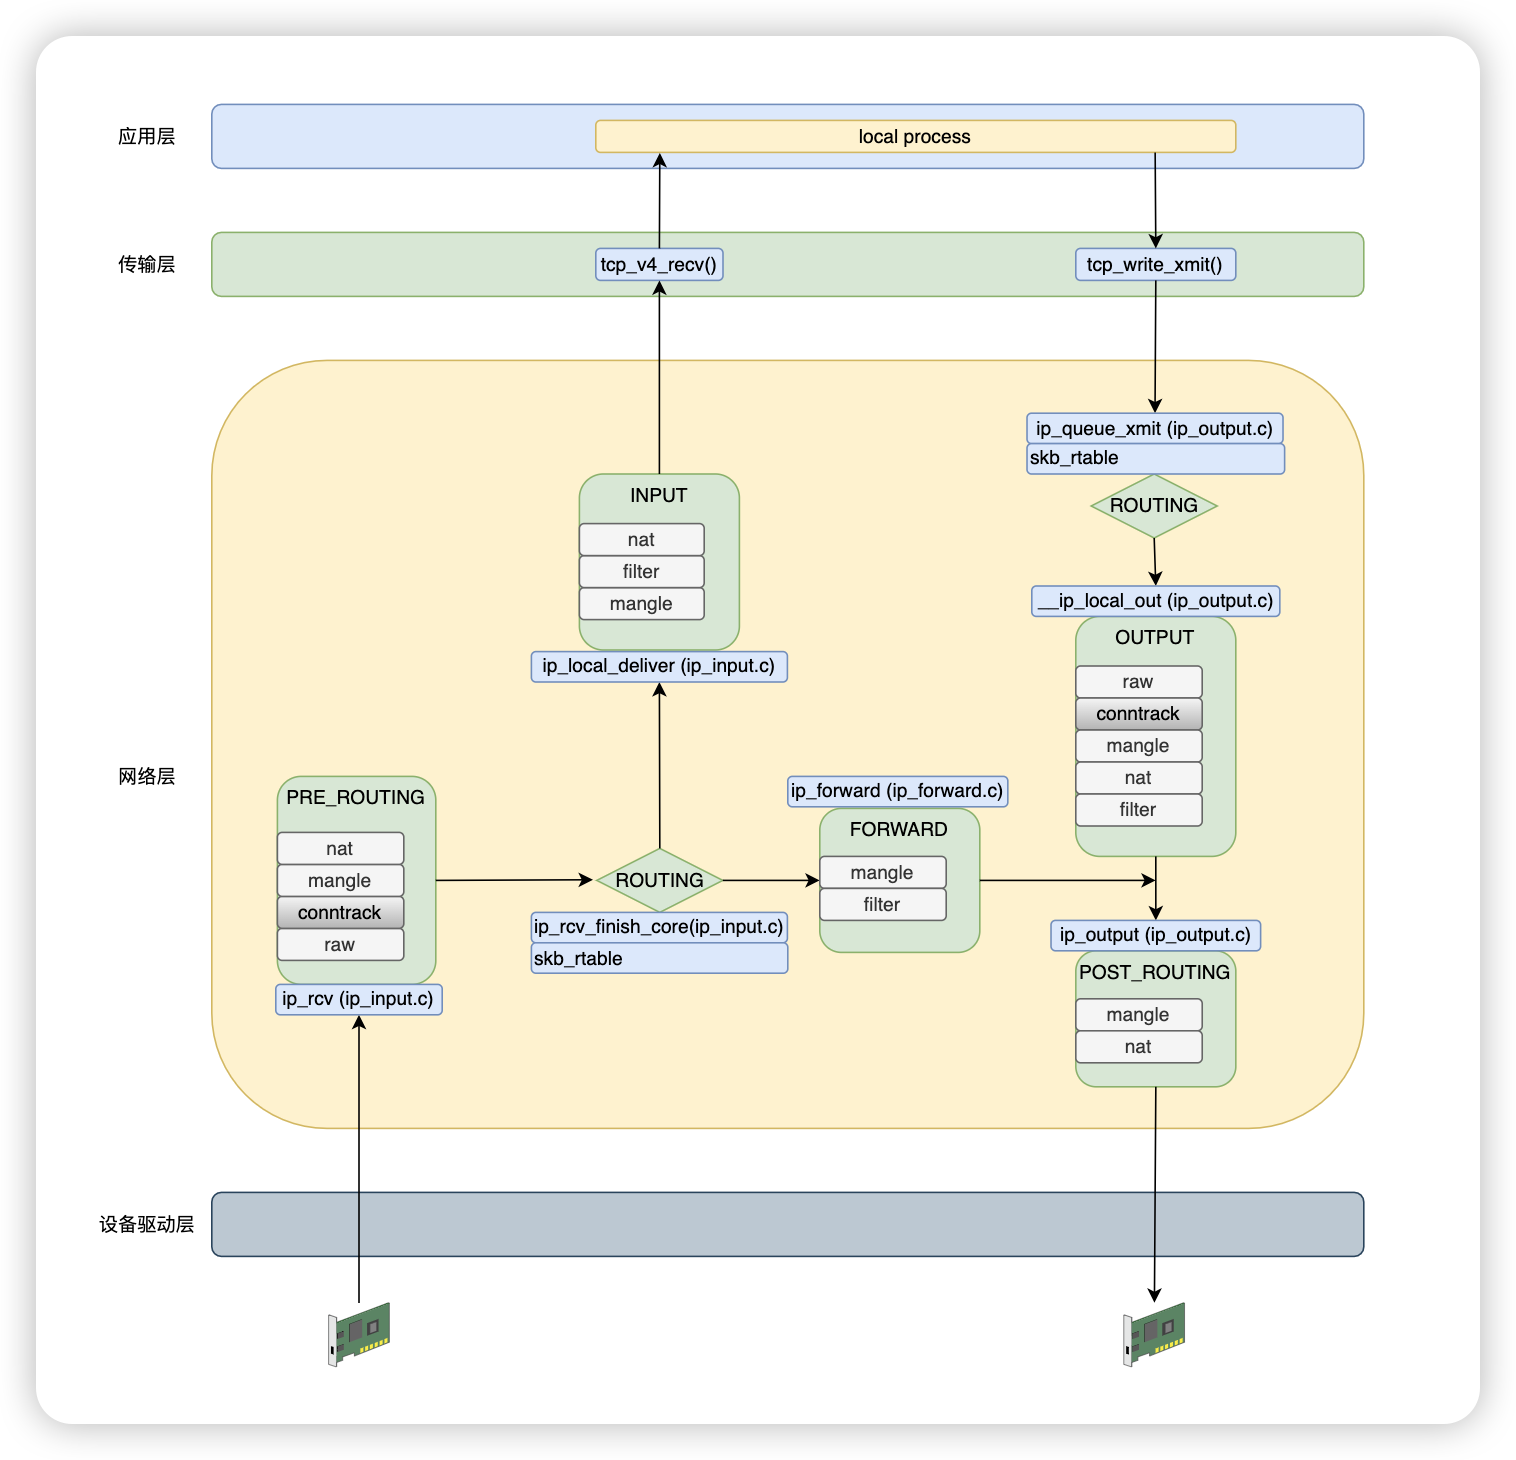 应用层
local process
传输层
tcp_v4_recv()
tcp_write_xmit()
网络层
ip_queue_xmit (ip_output.c)
skb_rtable
ROUTING
__ip_local_out (ip_output.c)
OUTPUT
raw
conntrack
mangle
nat
filter
INPUT
nat
filter
mangle
ip_local_deliver (ip_input.c)
PRE_ROUTING
nat
mangle
conntrack
raw
ip_rcv (ip_input.c)
ROUTING
ip_rcv_finish_core(ip_input.c)
skb_rtable
ip_forward (ip_forward.c)
FORWARD
mangle
filter
ip_output (ip_output.c)
POST_ROUTING
mangle
nat
设备驱动层